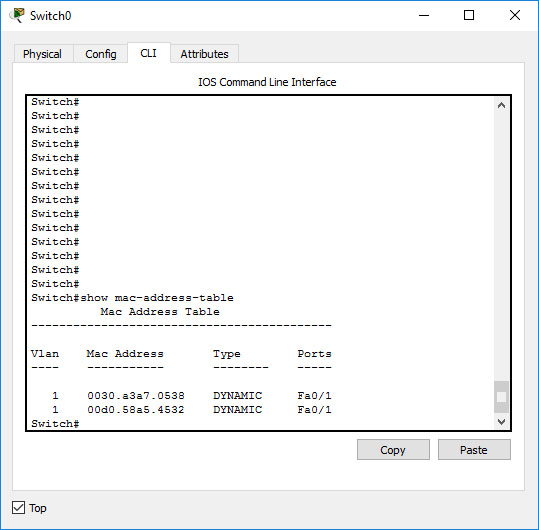 Switch0
Physical Config CLI Attributes
IOS Command Line Interface
Switch#
Switch#
Switch#
Switch#
Switch#
Switch#
Switch#
Switch#
Switch#
Switch#
Switch#
Switch#
Switch#
Switch#
Switch#show mac-address-table
          Mac Address Table
-------------------------------------------

Vlan    Mac Address       Type        Ports
----    -----------       --------    -----

   1    0030.a3a7.0538    DYNAMIC     Fa0/1
   1    00d0.58a5.4532    DYNAMIC     Fa0/1
Switch#
Copy Paste
Top